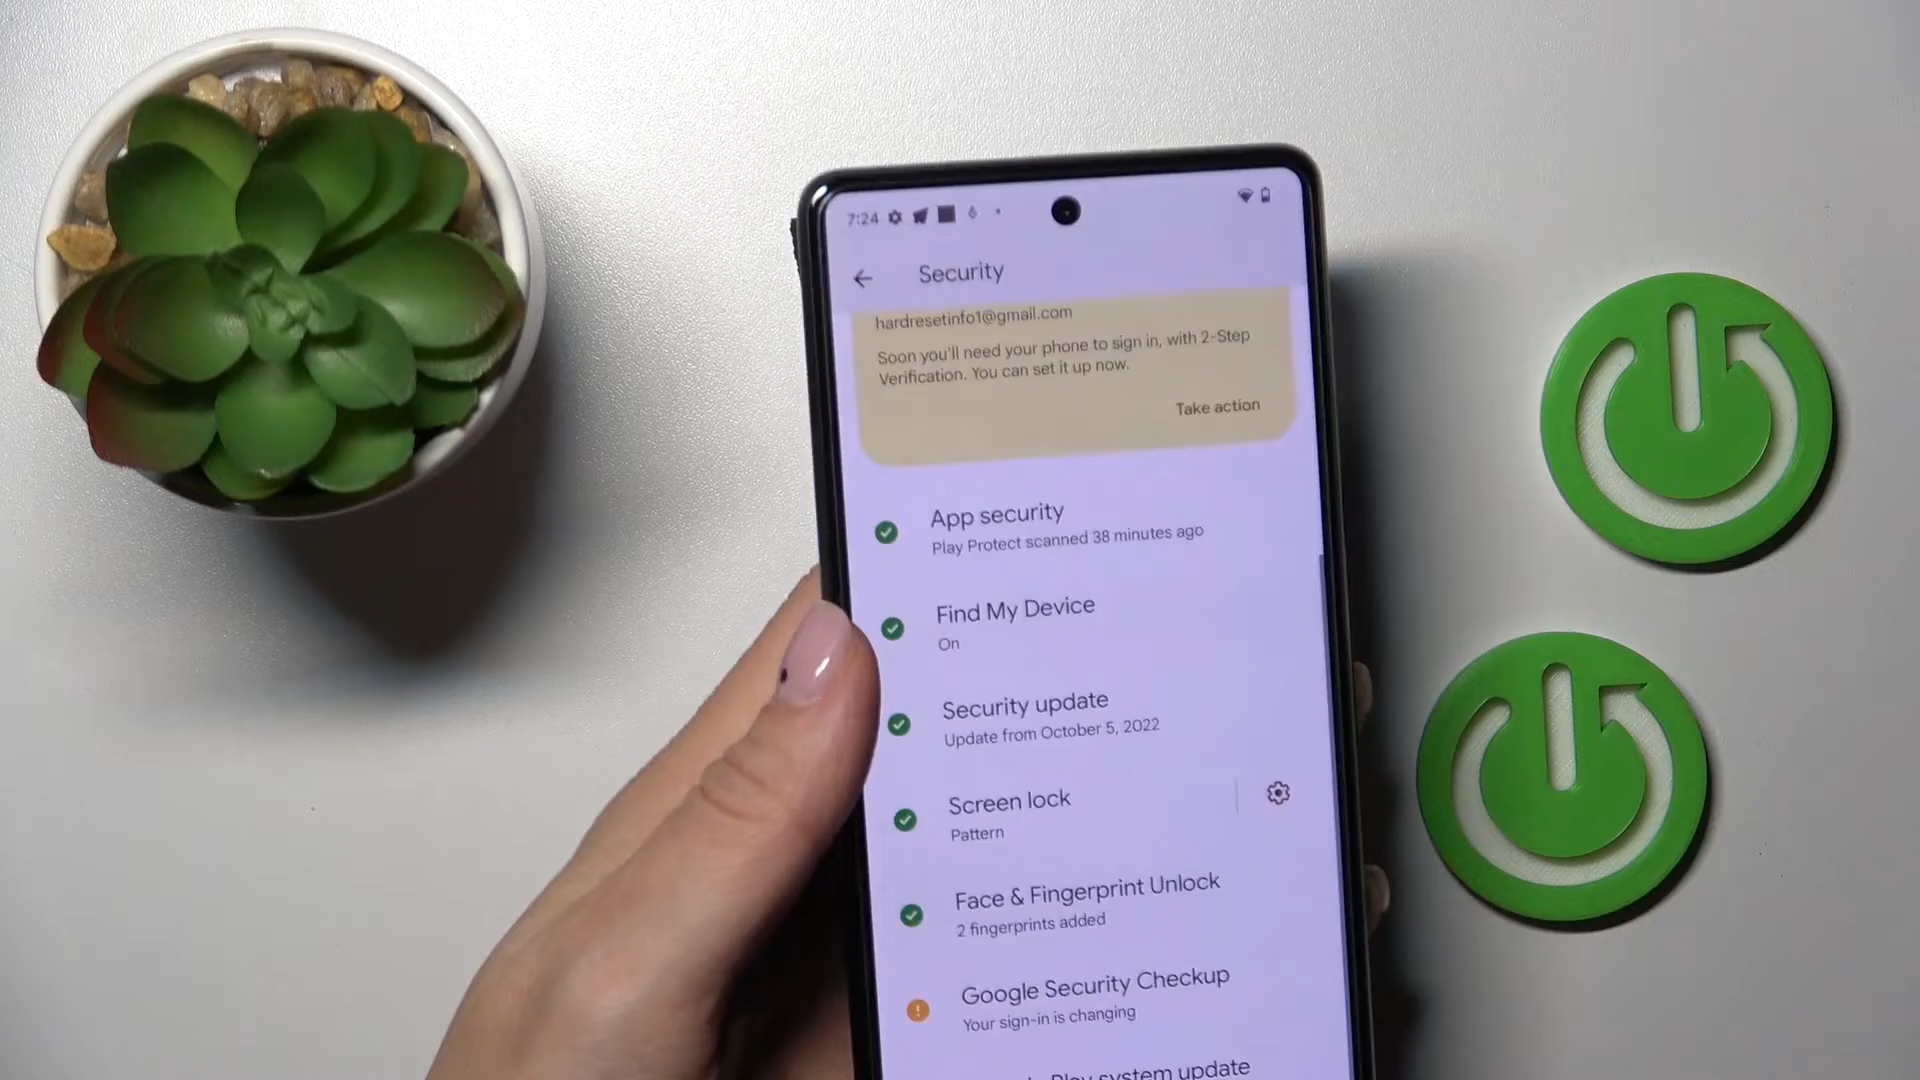 7:24
Security
hardresetinfo1@gmail.com
Soon you'll need your phone to sign in, with 2-Step
Verification. You can set it up now.
Take action
App security
Play Protect scanned 38 minutes ago
Find My Device
On
Security update
Update from October 5, 2022
Screen lock
Pattern
Face & Fingerprint Unlock
2 fingerprints added
Google Security Checkup
Your sign-in is changing
Play system update